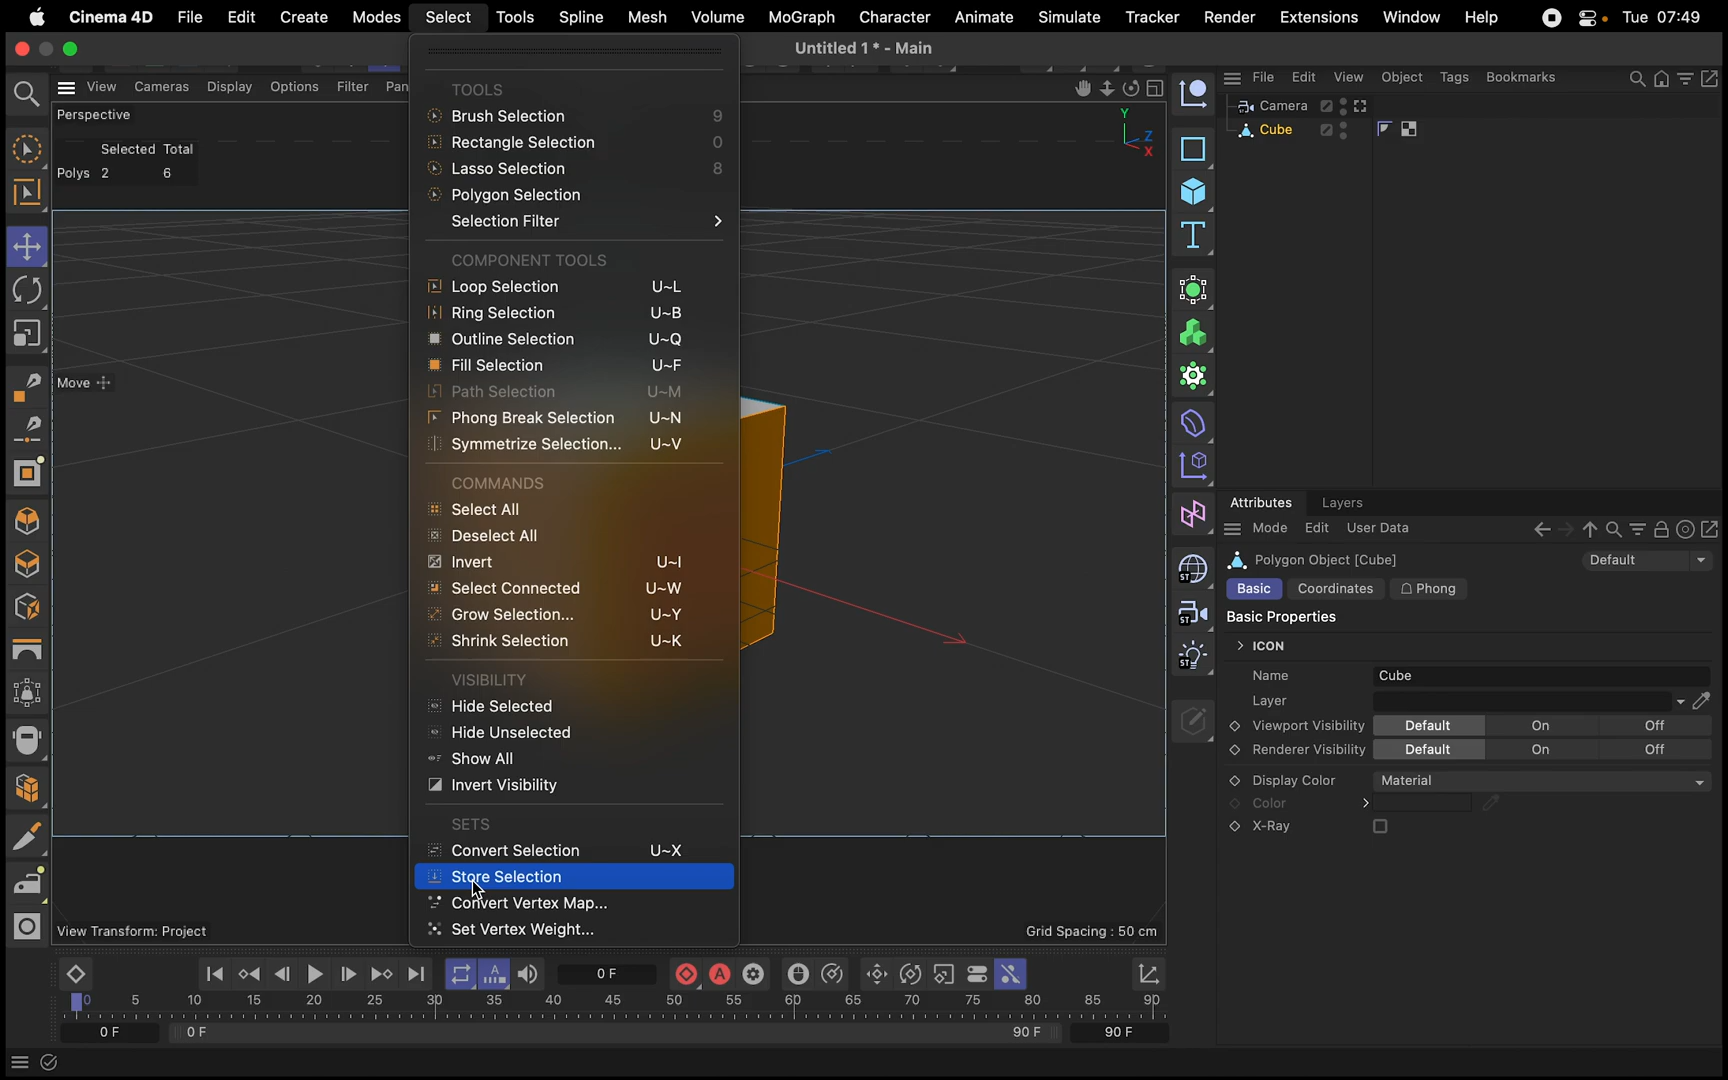 Cinema 4D File Edit Create Modes Select Tools Spline Mesh Volume MoGraph Character Animate Simulate Tracker Render Extensions Window Help Tue 07:49
Untitled 1 * - Main
View Cameras Display Options Filter Pan
Perspective
Selected Total
Polys 2 6
Move
View Transform: Project
Grid Spacing : 50 cm
Y
Z
X
TOOLS
Brush Selection 9
Rectangle Selection 0
Lasso Selection 8
Polygon Selection
Selection Filter
COMPONENT TOOLS
Loop Selection U~L
Ring Selection U~B
Outline Selection U~Q
Fill Selection U~F
Path Selection U~M
Phong Break Selection U~N
Symmetrize Selection... U~V
COMMANDS
Select All
Deselect All
Invert U~I
Select Connected U~W
Grow Selection... U~Y
Shrink Selection U~K
VISIBILITY
Hide Selected
Hide Unselected
Show All
Invert Visibility
SETS
Convert Selection U~X
Store Selection
Convert Vertex Map...
Set Vertex Weight...
ST
ST
ST
File Edit View Object Tags Bookmarks
Camera
Cube
Attributes Layers
Mode Edit User Data
Polygon Object [Cube] Default
Basic Coordinates Phong
Basic Properties
ICON
Name Cube
Layer
Viewport Visibility Default On Off
Renderer Visibility Default On Off
Display Color Material
Color
X-Ray
0 F
0 5 10 15 20 25 30 35 40 45 50 55 60 65 70 75 80 85 90
0 F 0 F 90 F 90 F